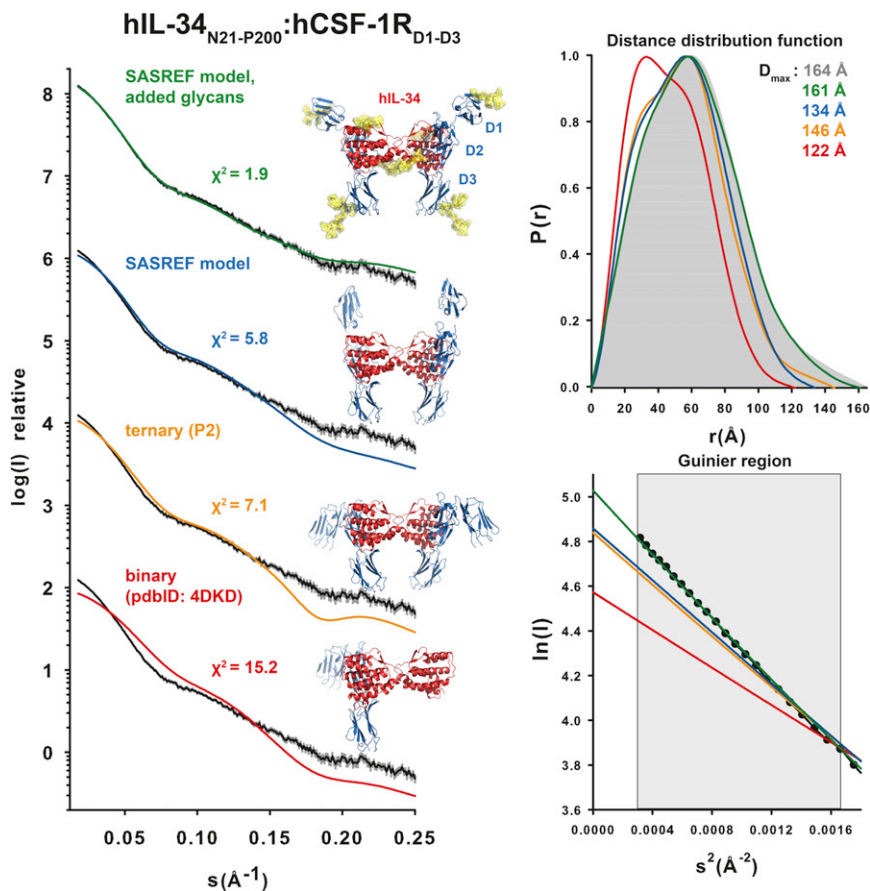 hIL-34N21-P200:hCSF-1RD1-D3
SASREF model,
added glycans
hIL-34
D1
D2
D3
χ² = 1.9
SASREF model
χ² = 5.8
ternary (P2)
χ² = 7.1
binary
(pdbID: 4DKD)
χ² = 15.2
log(I) relative
8
7
6
5
4
3
2
1
0
0.05 0.10 0.15 0.20 0.25
s(Å⁻¹)
Distance distribution function
Dmax : 164 Å
161 Å
134 Å
146 Å
122 Å
P(r)
1.0
0.8
0.6
0.4
0.2
0.0
0 20 40 60 80 100 120 140 160
r(Å)
Guinier region
ln(I)
5.0
4.8
4.6
4.4
4.2
4.0
3.8
3.6
0.0000 0.0004 0.0008 0.0012 0.0016
s²(Å⁻²)